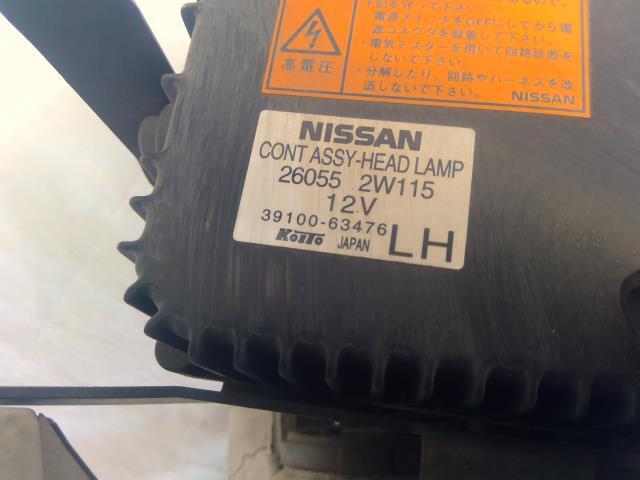 下記を守って下さい。
・電源スイッチをOFFにしてから電
源コネクタを脱着して下さい。
・電気テスターを用いて回路診断を
しないで下さい。
・分解したり、回路やハーネスを改
造しないで下さい。
NISSAN
高電圧
NISSAN
CONT ASSY-HEAD LAMP
26055 2W115
12V
39100-63476
KOITO JAPAN LH